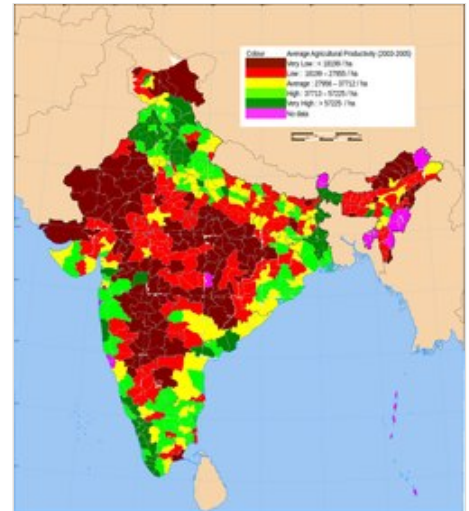 Colour Average Agricultural Productivity (2003-2005)
Very Low : < 18199 / ha
Low : 18199 – 27955 / ha
Average : 27956 – 37712 / ha
High : 37713 – 57225 / ha
Very High : > 57225 / ha
No data